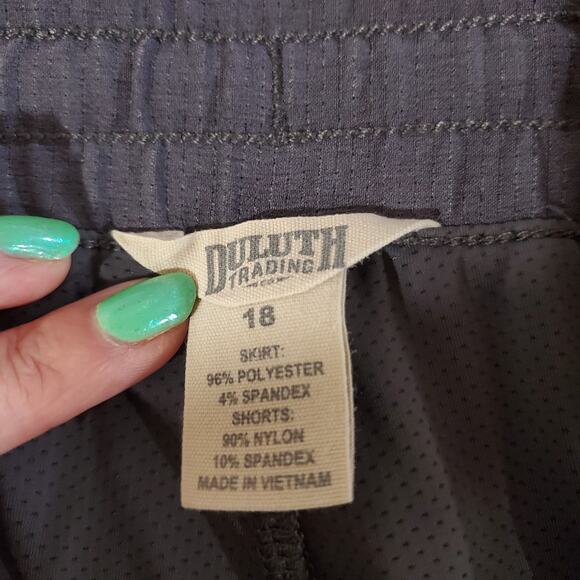 DULUTH
TRADING
CO
18
SKIRT:
96% POLYESTER
4% SPANDEX
SHORTS:
90% NYLON
10% SPANDEX
MADE IN VIETNAM